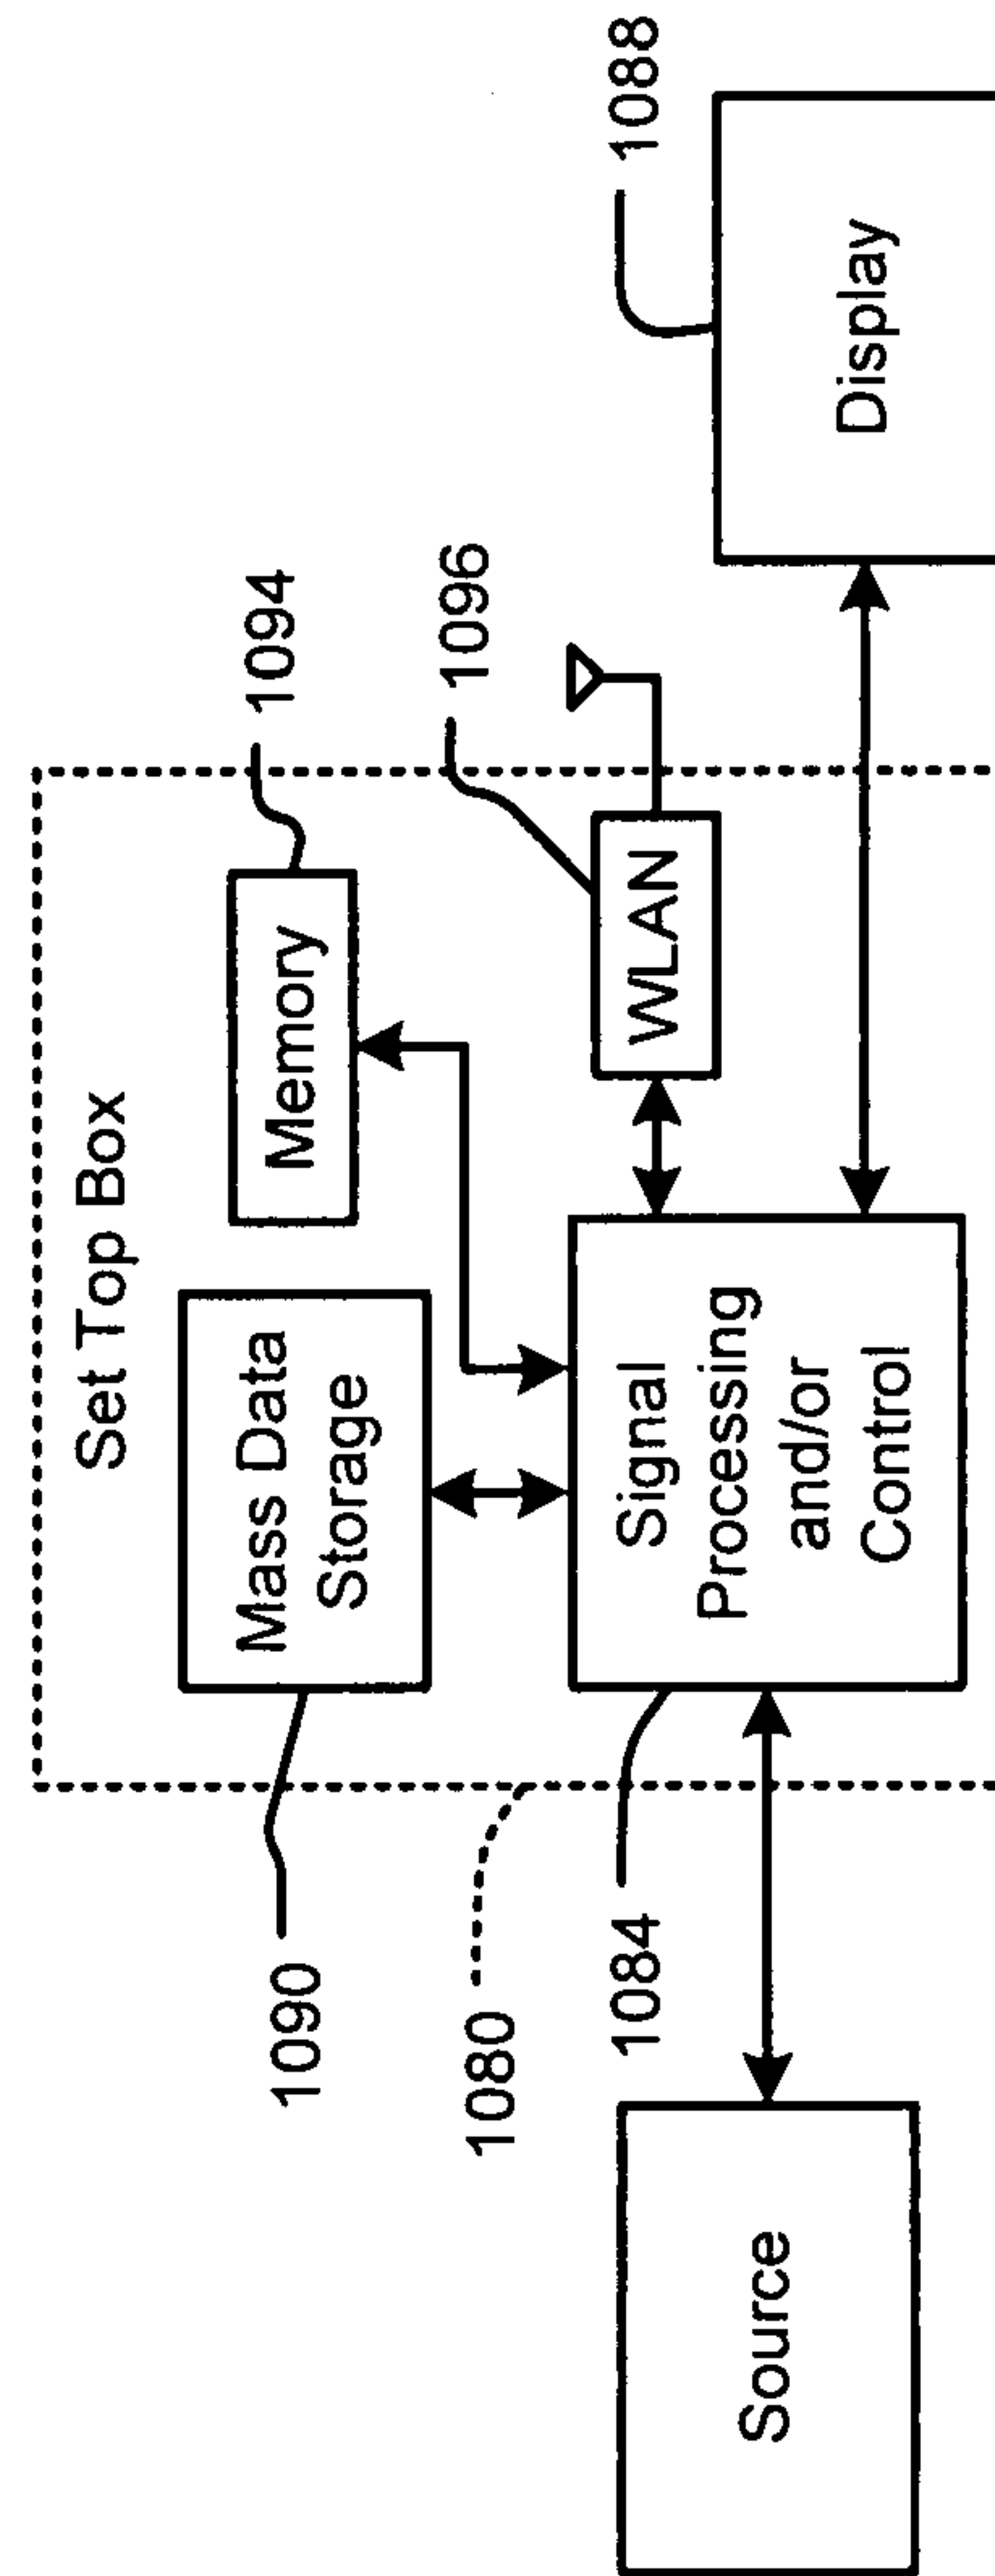 Set Top Box
1090
Mass Data
Storage
Memory
1094
1080
1096
1084
Signal
Processing
and/or
Control
WLAN
1088
Source
Display